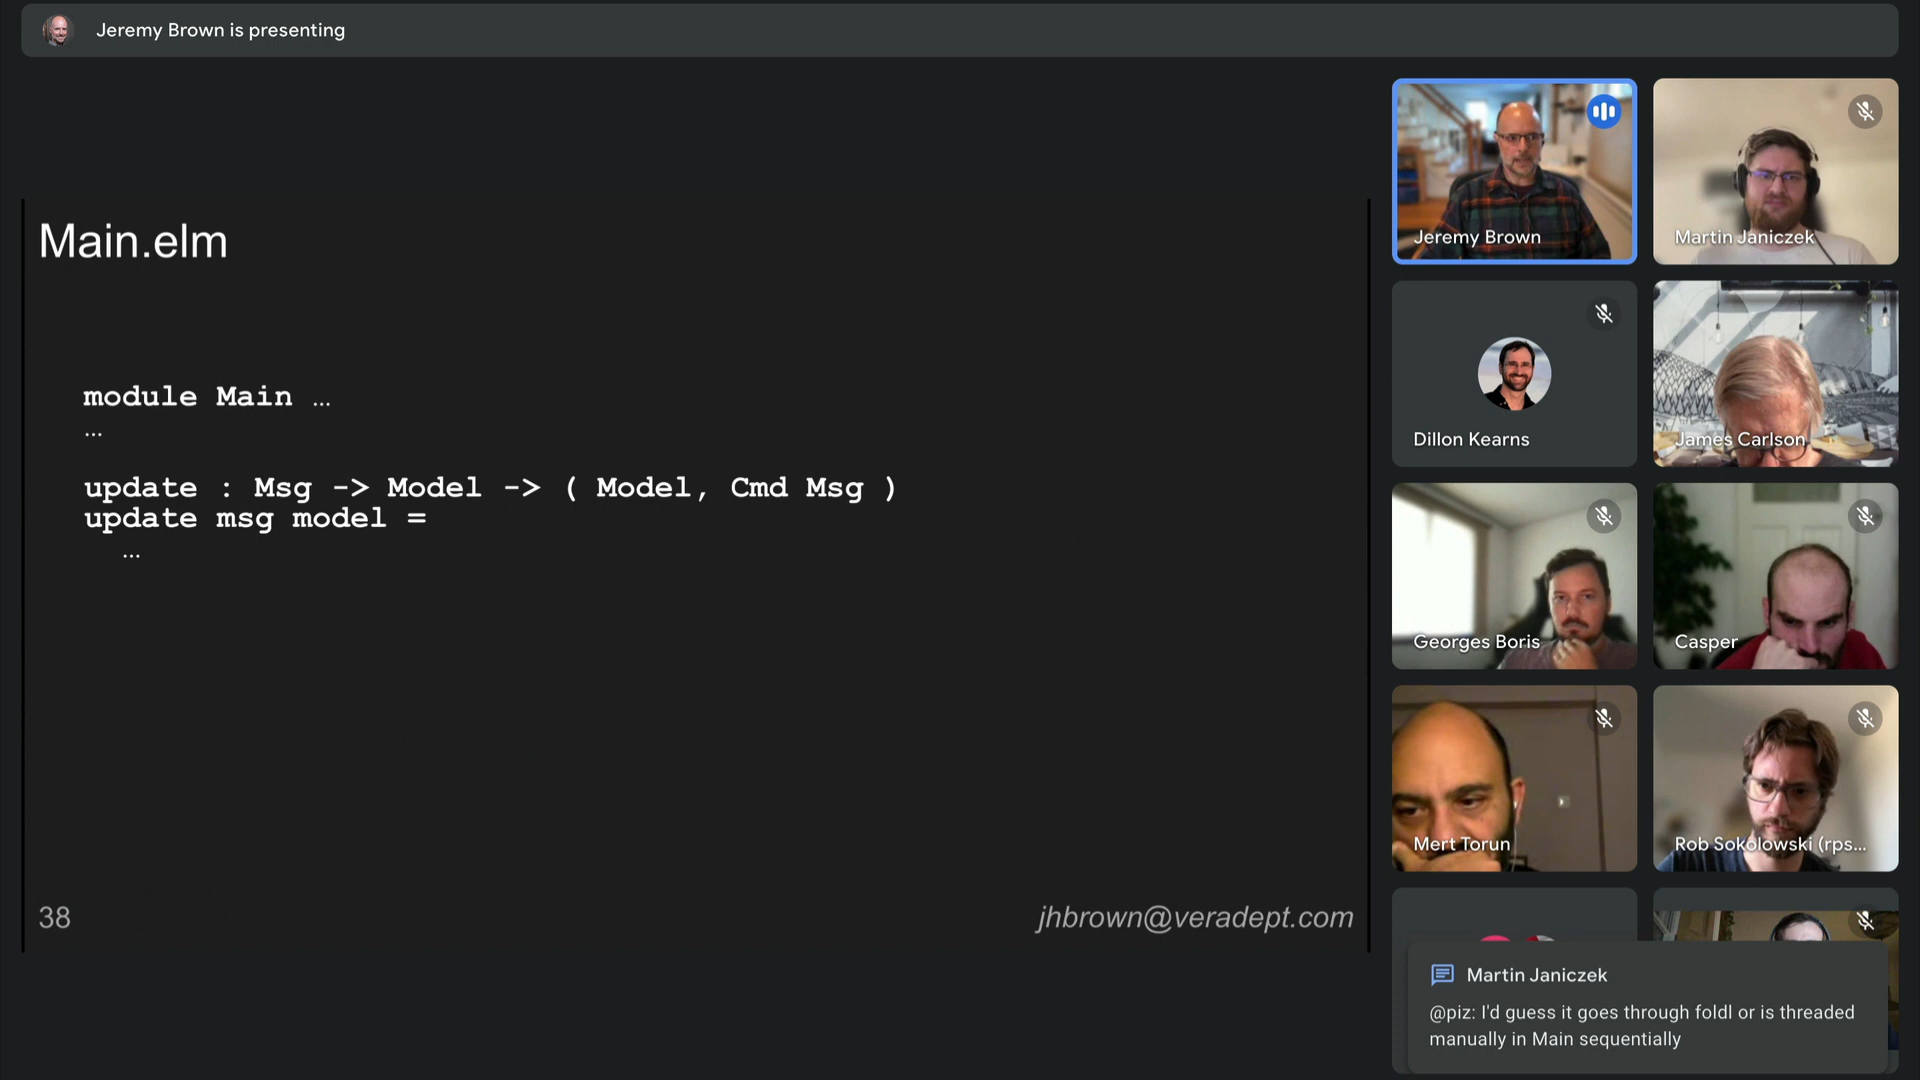 Jeremy Brown is presenting
Main.elm
module Main …
…
update : Msg -> Model -> ( Model, Cmd Msg )
update msg model =
…
38
jhbrown@veradept.com
Jeremy Brown
Martin Janiczek
Dillon Kearns
James Carlson
Georges Boris
Casper
Mert Torun
Rob Sokolowski (rps...
Martin Janiczek
@piz: I'd guess it goes through foldl or is threaded
manually in Main sequentially